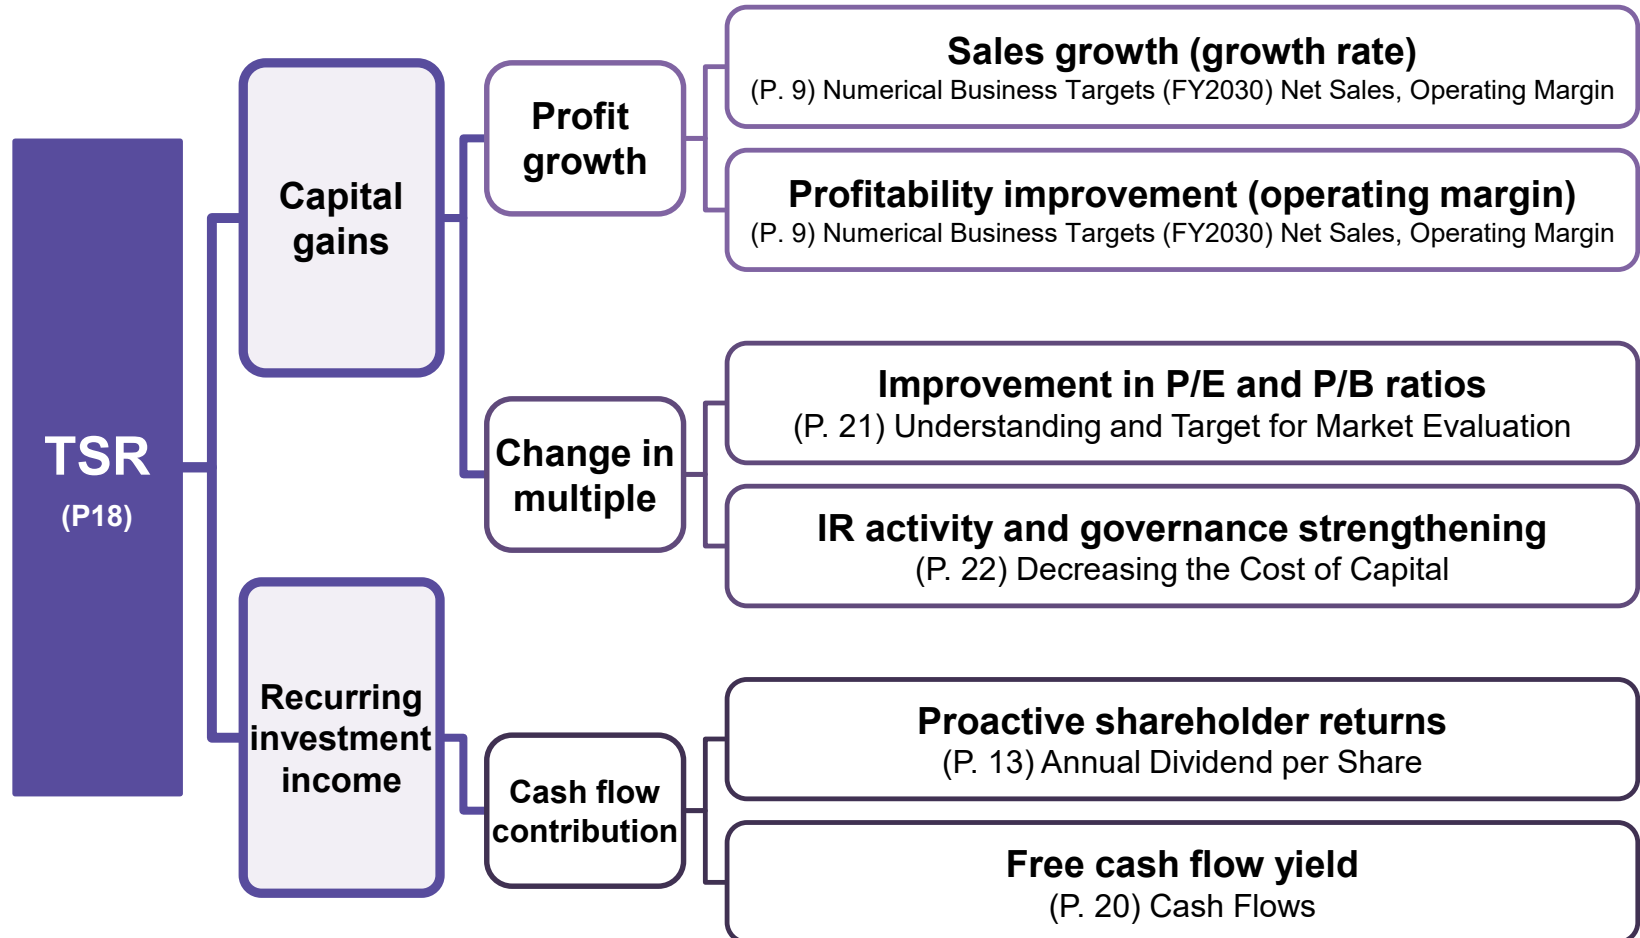 TSR
(P18)
Capital
gains
Profit
growth
Sales growth (growth rate)
(P. 9) Numerical Business Targets (FY2030) Net Sales, Operating Margin
Profitability improvement (operating margin)
(P. 9) Numerical Business Targets (FY2030) Net Sales, Operating Margin
Change in
multiple
Improvement in P/E and P/B ratios
(P. 21) Understanding and Target for Market Evaluation
IR activity and governance strengthening
(P. 22) Decreasing the Cost of Capital
Recurring
investment
income
Cash flow
contribution
Proactive shareholder returns
(P. 13) Annual Dividend per Share
Free cash flow yield
(P. 20) Cash Flows